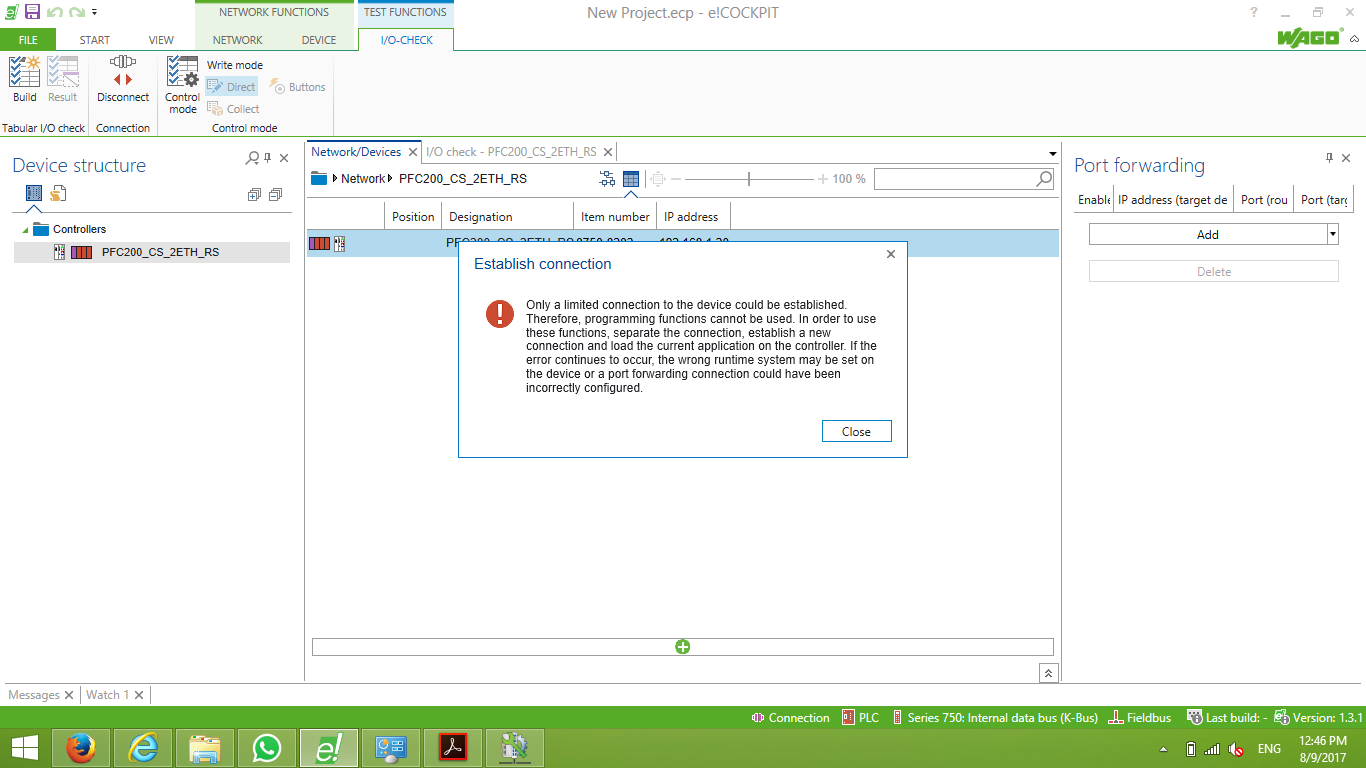 NETWORK FUNCTIONS
TEST FUNCTIONS
New Project.ecp - e!COCKPIT
FILE
START
VIEW
NETWORK
DEVICE
I/O-CHECK
WAGO
Build
Result
Disconnect
Control mode
Write mode
Direct
Buttons
Collect
Tabular I/O check
Connection
Control mode
Device structure
Controllers
PFC200_CS_2ETH_RS
Network/Devices
I/O check - PFC200_CS_2ETH_RS
Network
PFC200_CS_2ETH_RS
100 %
Position
Designation
Item number
IP address
Port forwarding
Enable
IP address (target de
Port (rou
Port (targ
Add
Delete
Establish connection
Only a limited connection to the device could be established.
Therefore, programming functions cannot be used. In order to use
these functions, separate the connection, establish a new
connection and load the current application on the controller. If the
error continues to occur, the wrong runtime system may be set on
the device or a port forwarding connection could have been
incorrectly configured.
Close
Messages
Watch 1
Connection
PLC
Series 750: Internal data bus (K-Bus)
Fieldbus
Last build: -
Version: 1.3.1
ENG
12:46 PM
8/9/2017